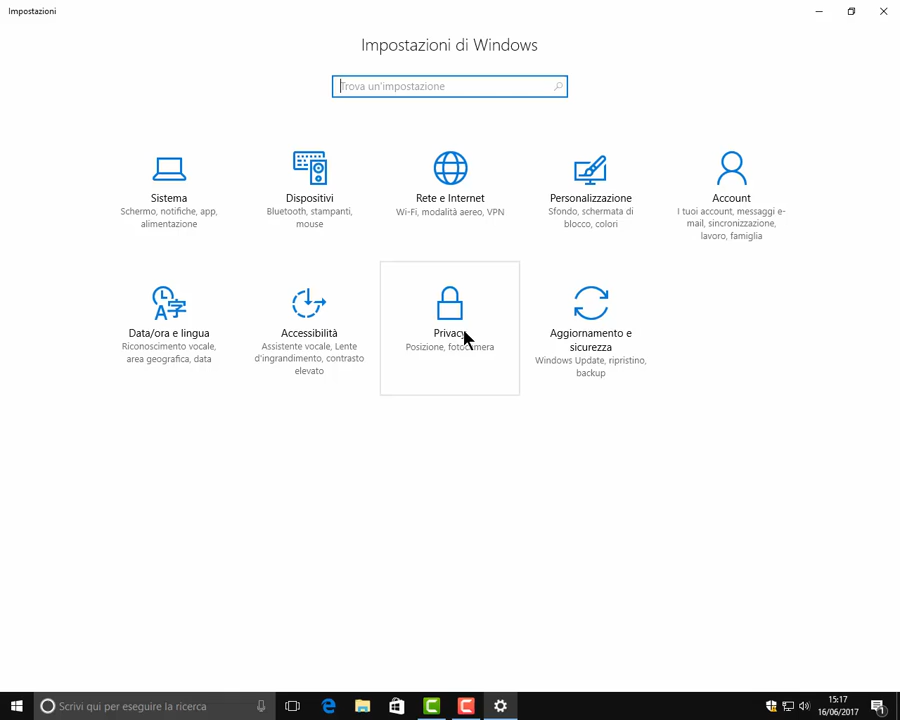 Impostazioni
Impostazioni di Windows
Trova un'impostazione
Sistema
Schermo, notifiche, app,
alimentazione
Dispositivi
Bluetooth, stampanti,
mouse
Rete e Internet
Wi-Fi, modalità aereo, VPN
Personalizzazione
Sfondo, schermata di
blocco, colori
Account
I tuoi account, messaggi e-
mail, sincronizzazione,
lavoro, famiglia
Data/ora e lingua
Riconoscimento vocale,
area geografica, data
Accessibilità
Assistente vocale, Lente
d'ingrandimento, contrasto
elevato
Privacy
Posizione, fotocamera
Aggiornamento e
sicurezza
Windows Update, ripristino,
backup
Scrivi qui per eseguire la ricerca
15:17
16/06/2017
1